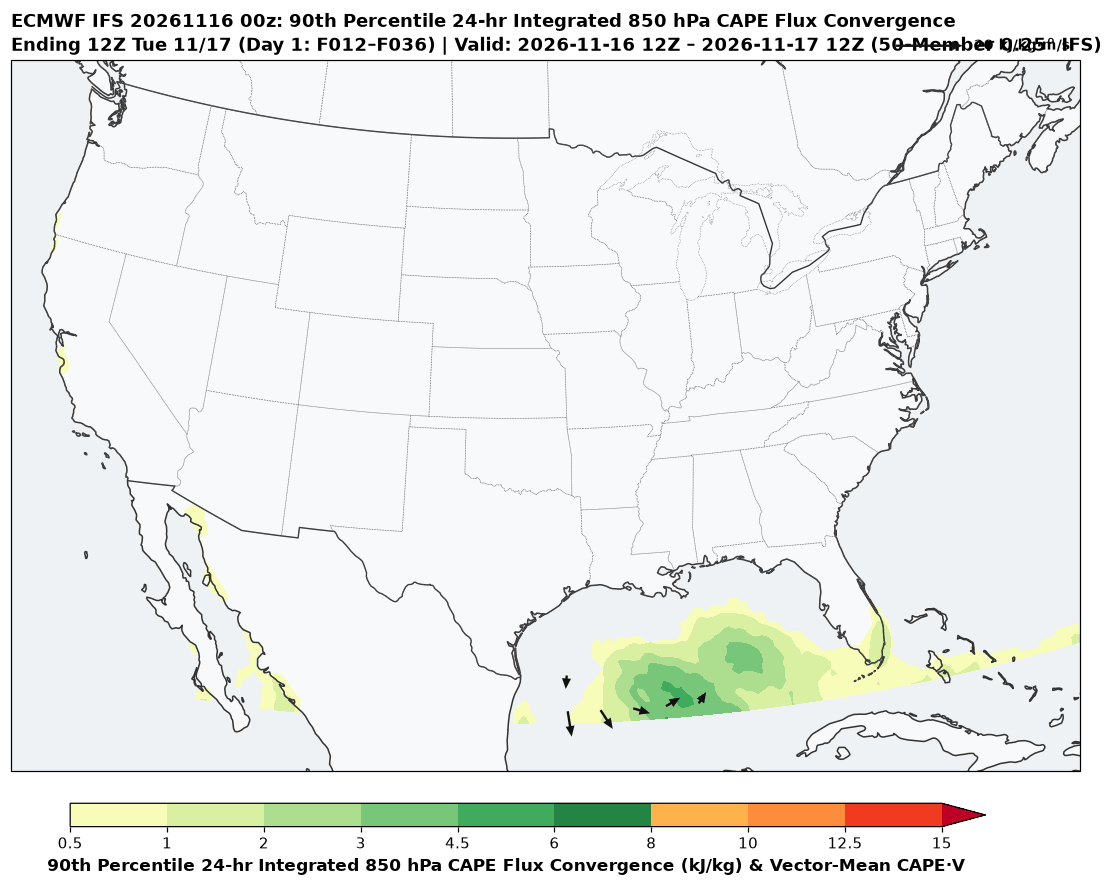 ECMWF IFS 20261116 00z: 90th Percentile 24-hr Integrated 850 hPa CAPE Flux Convergence
Ending 12Z Tue 11/17 (Day 1: F012–F036) | Valid: 2026-11-16 12Z – 2026-11-17 12Z (50-Member 0.25° IFS)
0.5 1 2 3 4.5 6 8 10 12.5 15
90th Percentile 24-hr Integrated 850 hPa CAPE Flux Convergence (kJ/kg) & Vector-Mean CAPE·V